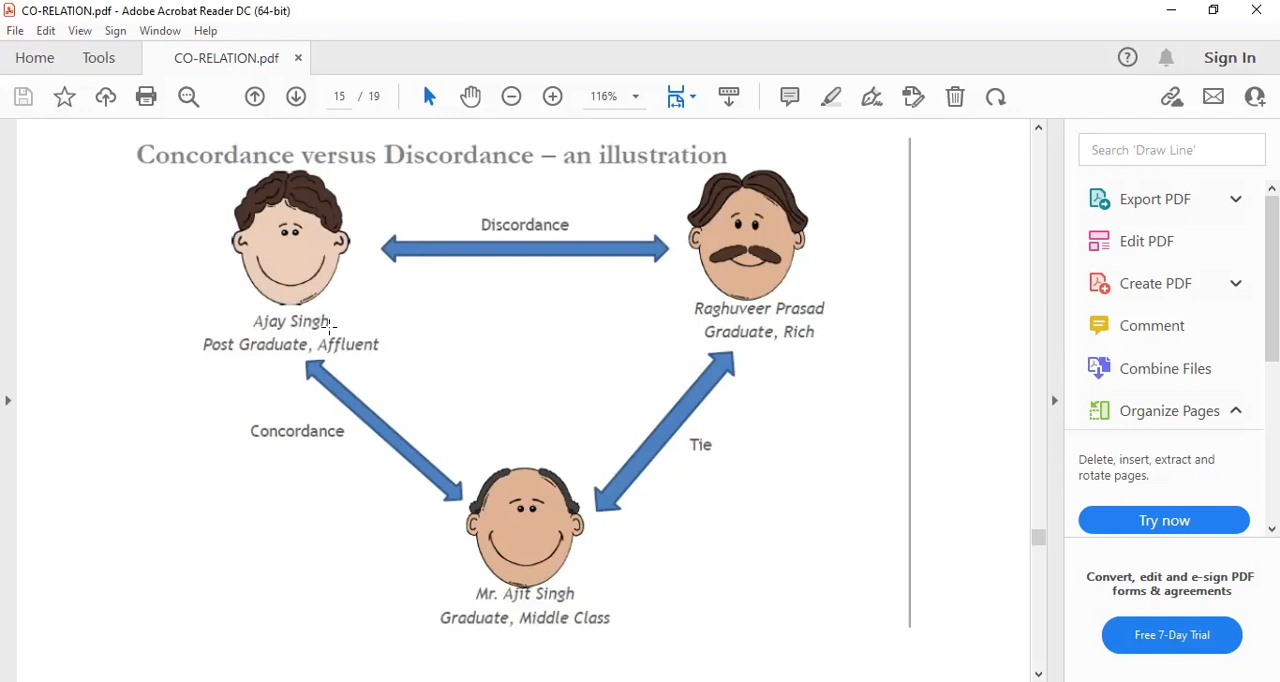 CO-RELATION.pdf - Adobe Acrobat Reader DC (64-bit)
File Edit View Sign Window Help
Home Tools CO-RELATION.pdf × Sign In
15 / 19 116%
Concordance versus Discordance – an illustration
Discordance
Ajay Singh
Post Graduate, Affluent
Raghuveer Prasad
Graduate, Rich
Concordance
Tie
Mr. Ajit Singh
Graduate, Middle Class
Search 'Draw Line'
Export PDF
Edit PDF
Create PDF
Comment
Combine Files
Organize Pages
Delete, insert, extract and
rotate pages.
Try now
Convert, edit and e-sign PDF
forms & agreements
Free 7-Day Trial